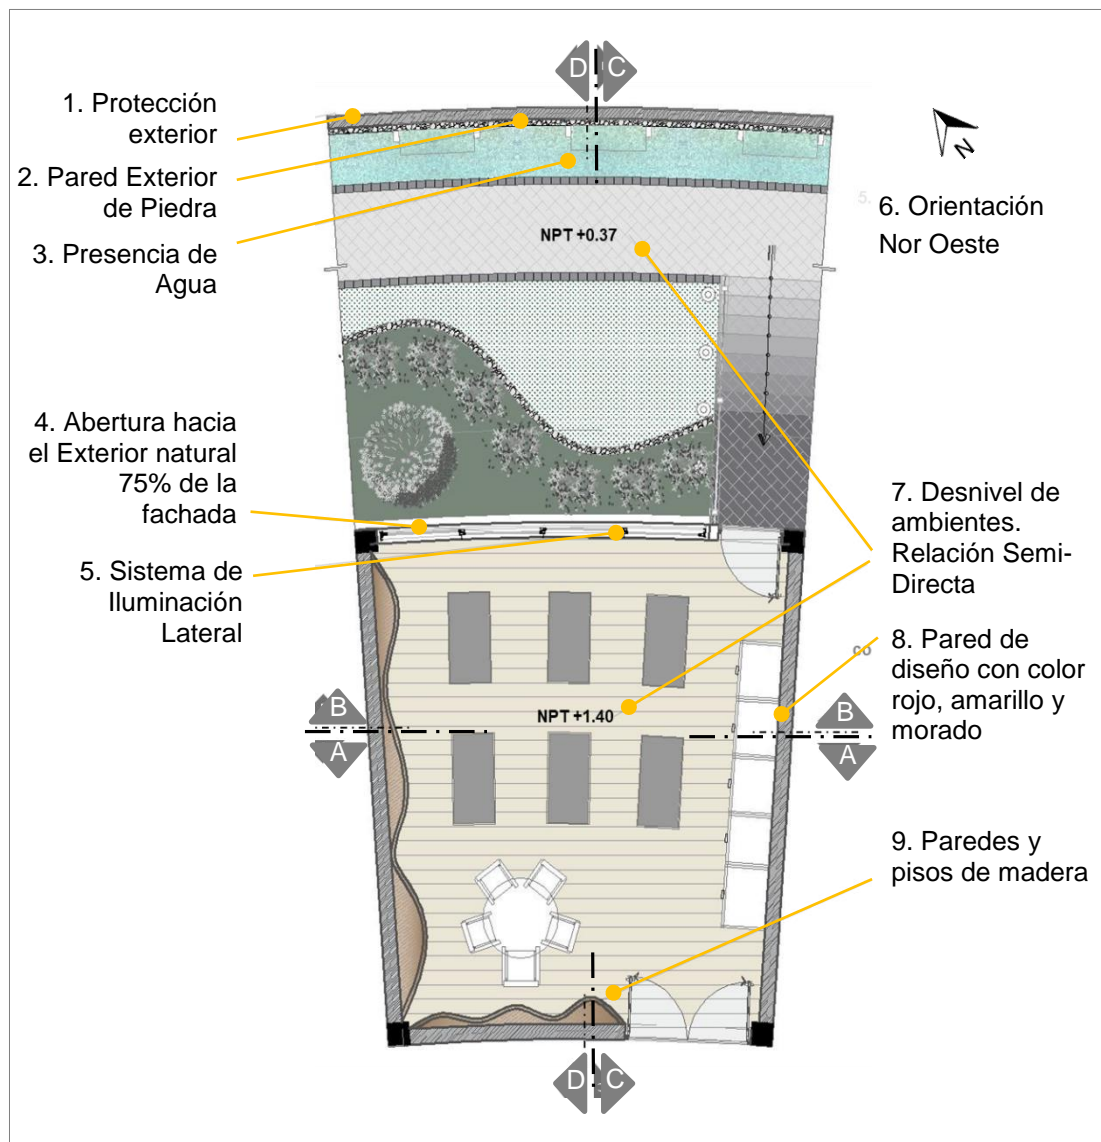 D C
1. Protección
exterior
2. Pared Exterior
de Piedra
3. Presencia de
Agua
N
5.
6. Orientación
Nor Oeste
NPT +0.37
4. Abertura hacia
el Exterior natural
75% de la
fachada
5. Sistema de
Iluminación
Lateral
7. Desnivel de
ambientes.
Relación Semi-
Directa
8. Pared de
diseño con color
rojo, amarillo y
morado
co
NPT +1.40
B
A
B
A
9. Paredes y
pisos de madera
D C